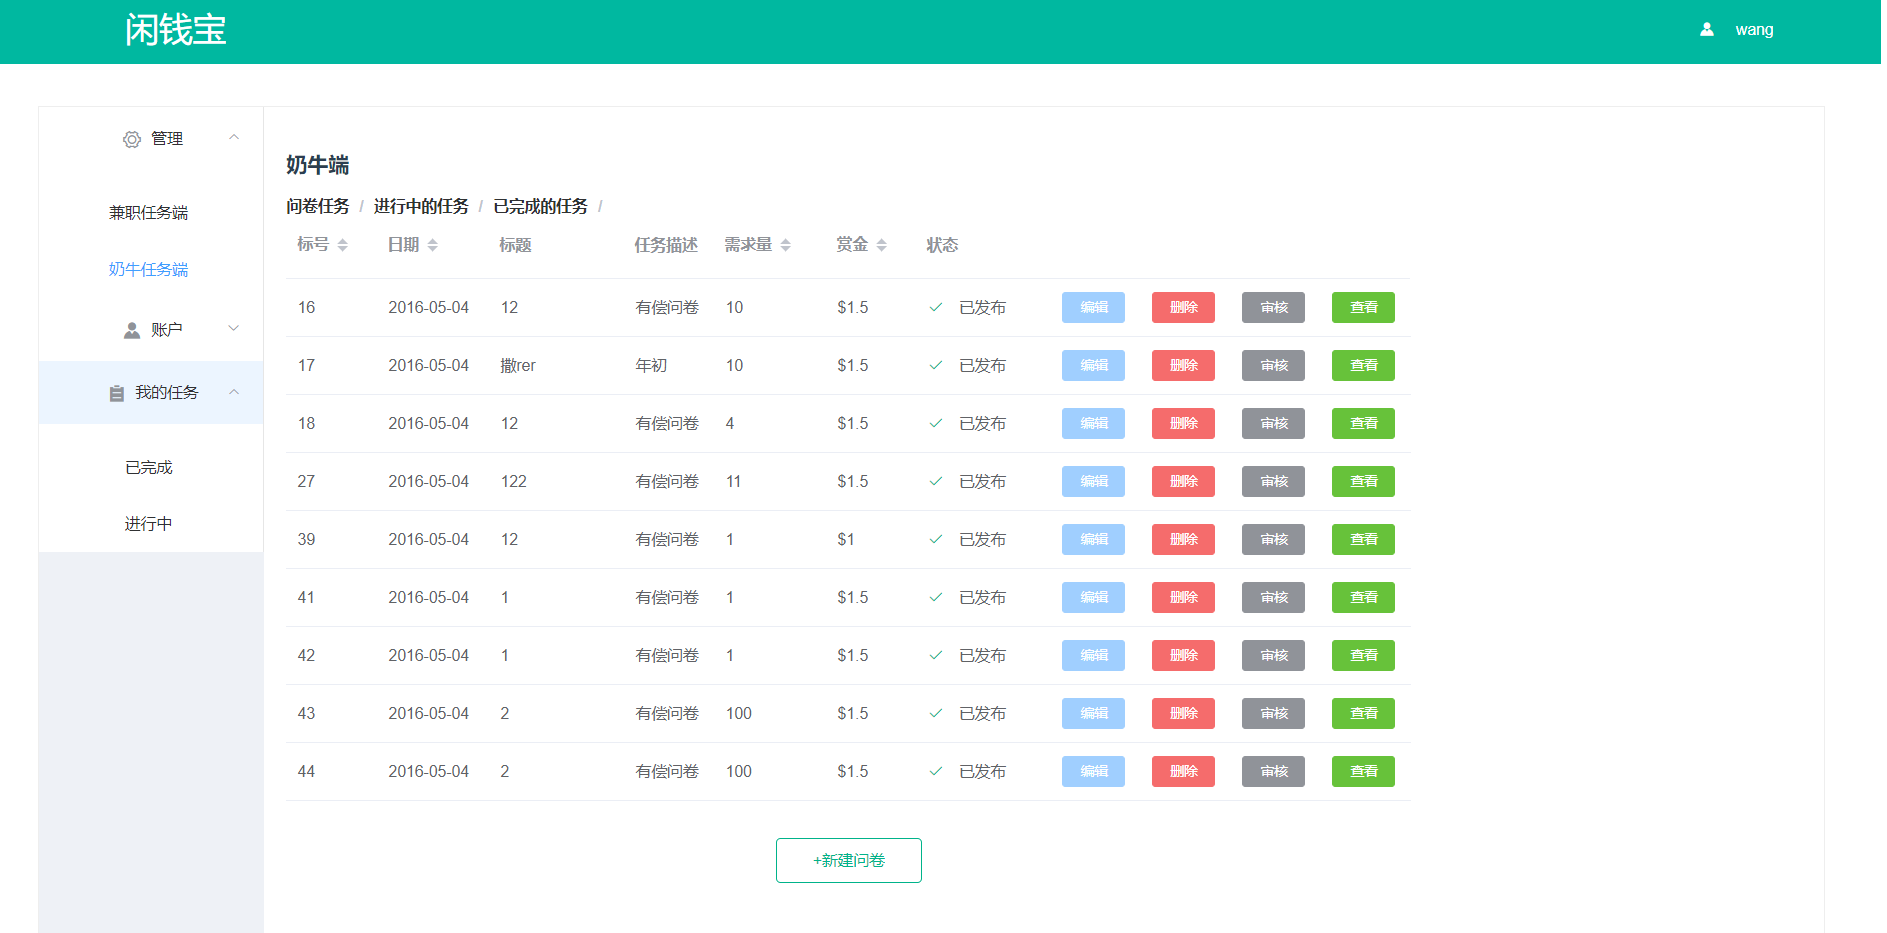 闲钱宝
wang
管理
兼职任务端
奶牛任务端
账户
我的任务
已完成
进行中
奶牛端
问卷任务 / 进行中的任务 / 已完成的任务 /
标号 日期 标题 任务描述 需求量 赏金 状态
16 2016-05-04 12 有偿问卷 10 $1.5 已发布 编辑 删除 审核 查看
17 2016-05-04 撒rer 年初 10 $1.5 已发布 编辑 删除 审核 查看
18 2016-05-04 12 有偿问卷 4 $1.5 已发布 编辑 删除 审核 查看
27 2016-05-04 122 有偿问卷 11 $1.5 已发布 编辑 删除 审核 查看
39 2016-05-04 12 有偿问卷 1 $1 已发布 编辑 删除 审核 查看
41 2016-05-04 1 有偿问卷 1 $1.5 已发布 编辑 删除 审核 查看
42 2016-05-04 1 有偿问卷 1 $1.5 已发布 编辑 删除 审核 查看
43 2016-05-04 2 有偿问卷 100 $1.5 已发布 编辑 删除 审核 查看
44 2016-05-04 2 有偿问卷 100 $1.5 已发布 编辑 删除 审核 查看
+新建问卷